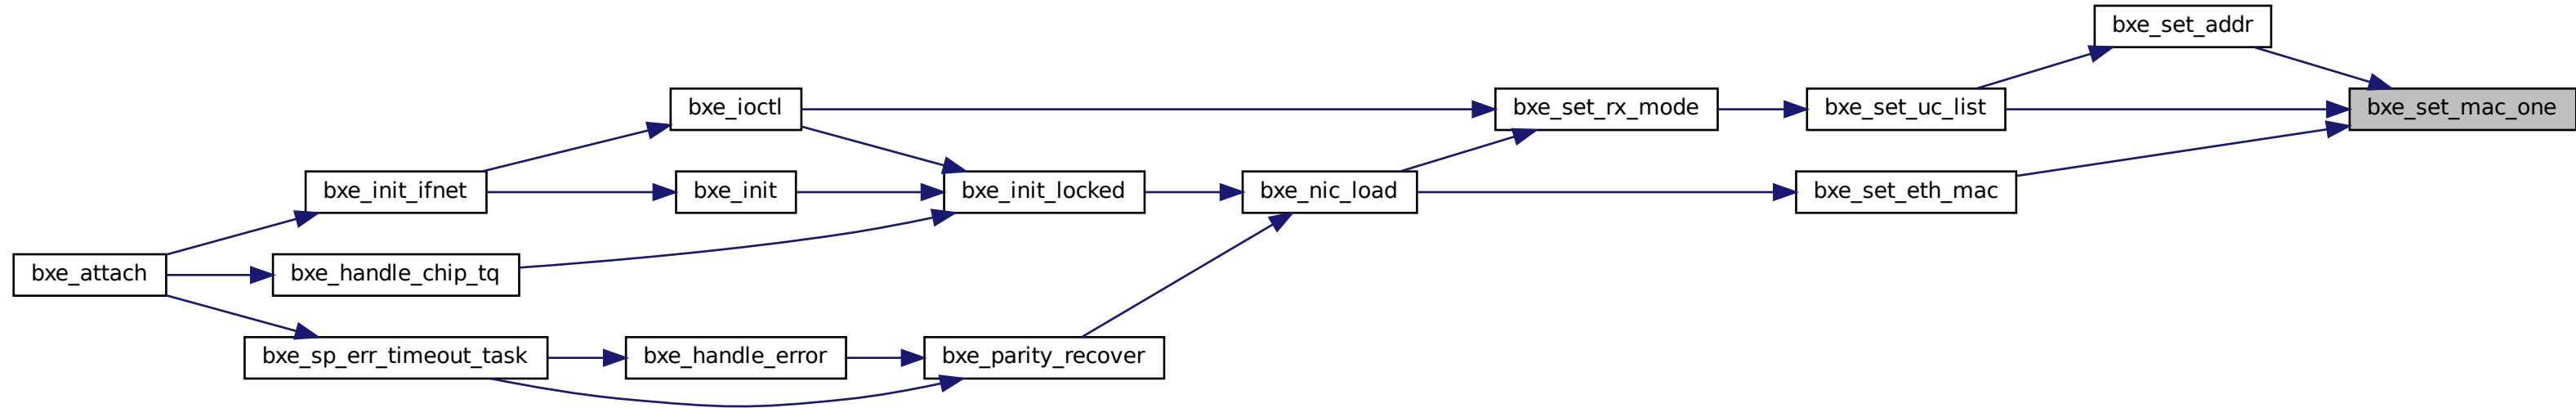 bxe_set_addr
bxe_ioctl
bxe_set_rx_mode
bxe_set_uc_list
bxe_set_mac_one
bxe_init_ifnet
bxe_init
bxe_init_locked
bxe_nic_load
bxe_set_eth_mac
bxe_attach
bxe_handle_chip_tq
bxe_sp_err_timeout_task
bxe_handle_error
bxe_parity_recover